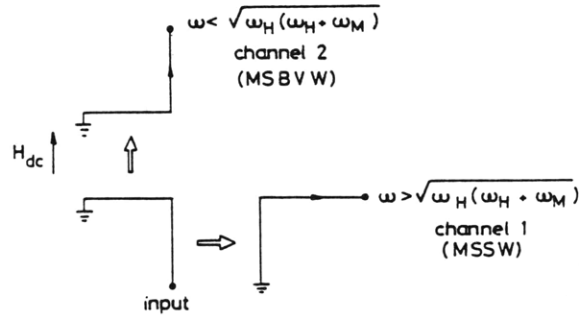 ω< √ω_H(ω_H+ω_M)
channel 2
(MSBVW)
H_dc
ω>√ω_H(ω_H+ω_M)
channel 1
(MSSW)
input